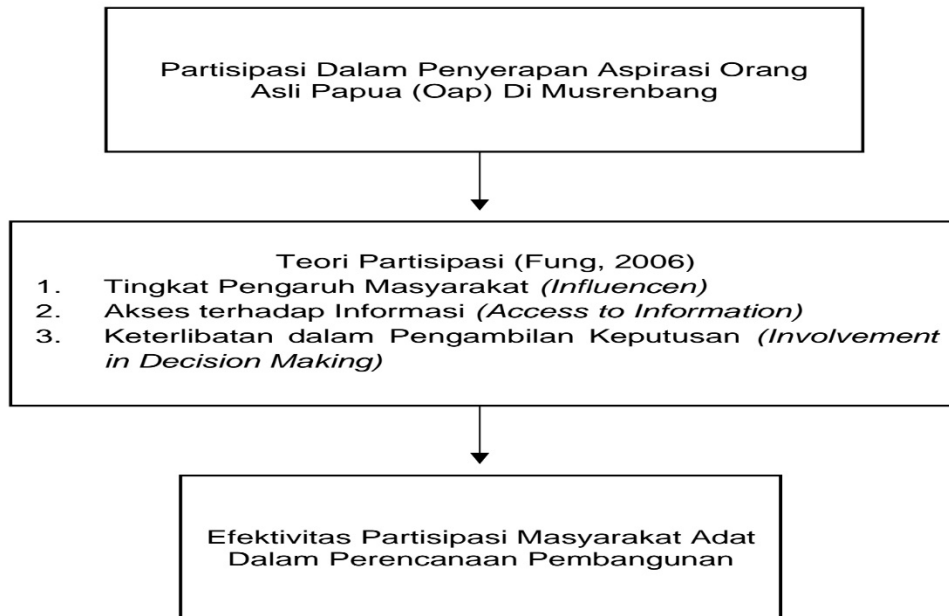 Partisipasi Dalam Penyerapan Aspirasi Orang
Asli Papua (Oap) Di Musrenbang
Teori Partisipasi (Fung, 2006)
1. Tingkat Pengaruh Masyarakat (Influencen)
2. Akses terhadap Informasi (Access to Information)
3. Keterlibatan dalam Pengambilan Keputusan (Involvement
in Decision Making)
Efektivitas Partisipasi Masyarakat Adat
Dalam Perencanaan Pembangunan